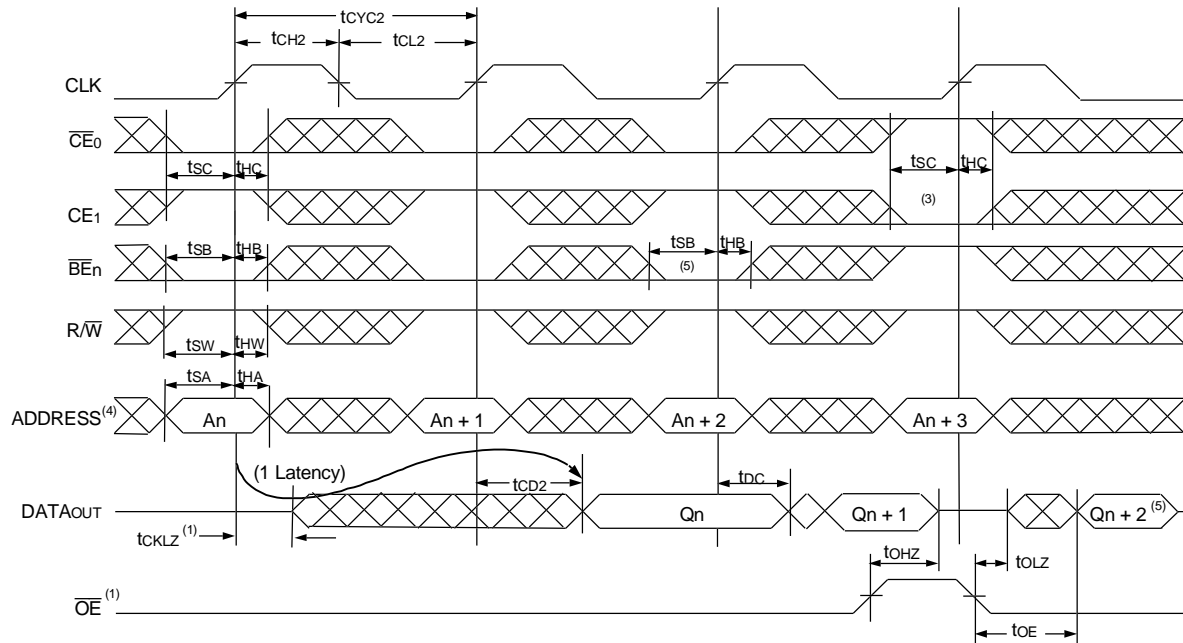 tCYC2
tCH2
tCL2
CLK
CE0
tSC
tHC
tSC
tHC
(3)
CE1
tSB
tHB
tSB
tHB
BEn
(5)
R/W
tSW
tHW
tSA
tHA
ADDRESS(4)
An
An + 1
An + 2
An + 3
(1 Latency)
tCD2
tDC
DATAOUT
Qn
Qn + 1
Qn + 2 (5)
tCKLZ (1)
tOHZ
tOLZ
OE (1)
tOE